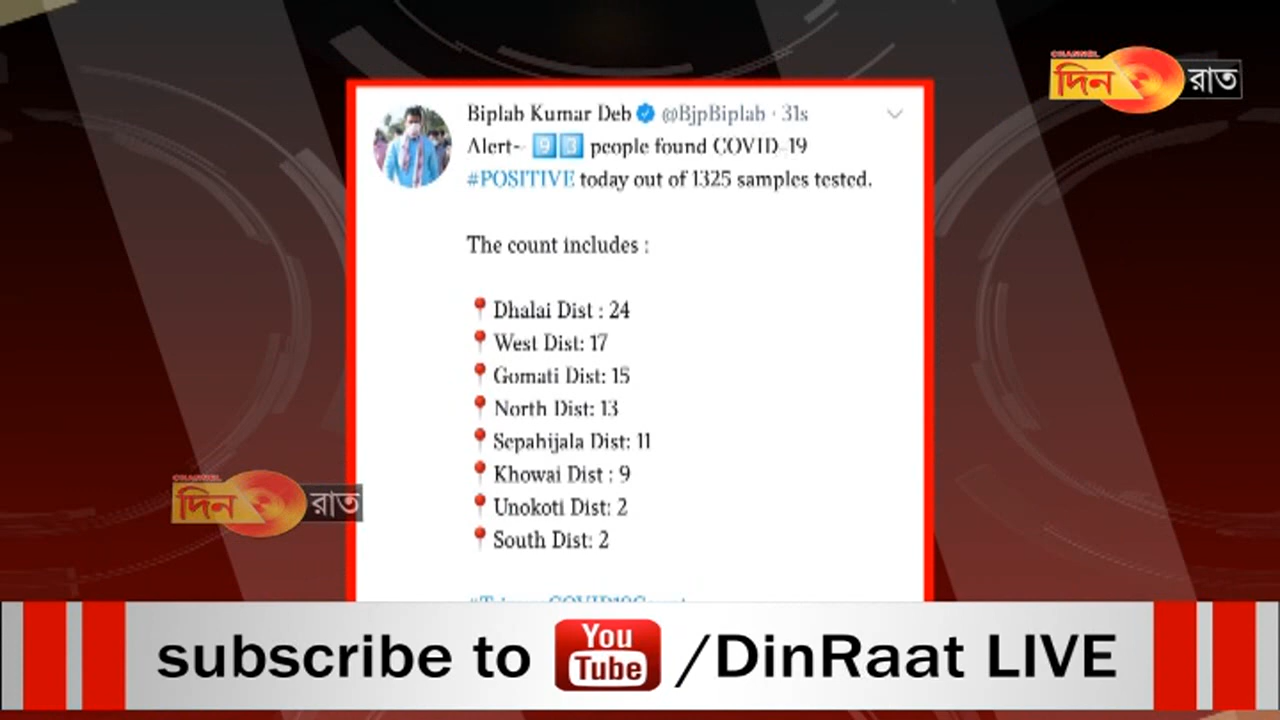 CHANNEL
দিন রাত
Biplab Kumar Deb @BjpBiplab · 31s
Alert- 93 people found COVID-19
#POSITIVE today out of 1325 samples tested.
The count includes :
📍Dhalai Dist : 24
📍West Dist: 17
📍Gomati Dist: 15
📍North Dist: 13
📍Sepahijala Dist: 11
📍Khowai Dist : 9
📍Unokoti Dist: 2
📍South Dist: 2
CHANNEL
দিন রাত
subscribe to You Tube /DinRaat LIVE